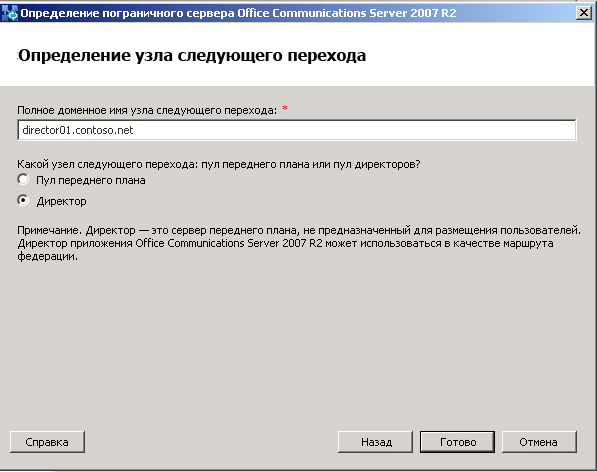 Определение пограничного сервера Office Communications Server 2007 R2
Определение узла следующего перехода
Полное доменное имя узла следующего перехода: *
director01.contoso.net
Какой узел следующего перехода: пул переднего плана или пул директоров?
Пул переднего плана
Директор
Примечание. Директор — это сервер переднего плана, не предназначенный для размещения пользователей.
Директор приложения Office Communications Server 2007 R2 может использоваться в качестве маршрута
федерации.
Справка
Назад
Готово
Отмена